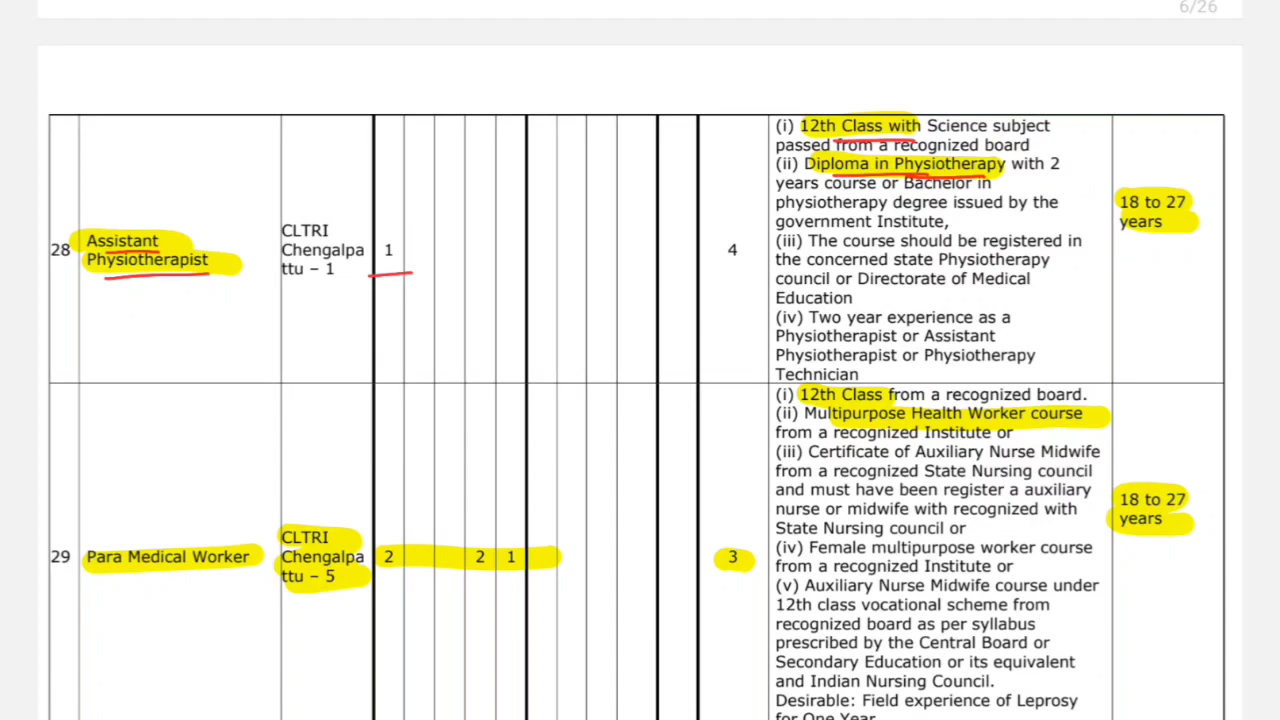 6/26
28
Assistant
Physiotherapist
CLTRI
Chengalpa
ttu – 1
1
4
(i) 12th Class with Science subject
passed from a recognized board
(ii) Diploma in Physiotherapy with 2
years course or Bachelor in
physiotherapy degree issued by the
government Institute,
(iii) The course should be registered in
the concerned state Physiotherapy
council or Directorate of Medical
Education
(iv) Two year experience as a
Physiotherapist or Assistant
Physiotherapist or Physiotherapy
Technician
18 to 27
years
29
Para Medical Worker
CLTRI
Chengalpa
ttu – 5
2 2 1
3
(i) 12th Class from a recognized board.
(ii) Multipurpose Health Worker course
from a recognized Institute or
(iii) Certificate of Auxiliary Nurse Midwife
from a recognized State Nursing council
and must have been register a auxiliary
nurse or midwife with recognized with
State Nursing council or
(iv) Female multipurpose worker course
from a recognized Institute or
(v) Auxiliary Nurse Midwife course under
12th class vocational scheme from
recognized board as per syllabus
prescribed by the Central Board or
Secondary Education or its equivalent
and Indian Nursing Council.
Desirable: Field experience of Leprosy
for One Year
18 to 27
years